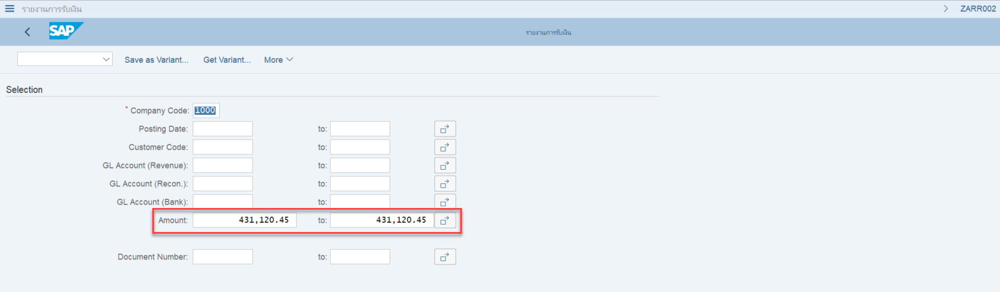 รายงานการรับเงิน ZARR002
SAP รายงานการรับเงิน
Save as Variant... Get Variant... More
Selection
* Company Code: 1000
Posting Date: to:
Customer Code: to:
GL Account (Revenue): to:
GL Account (Recon.): to:
GL Account (Bank): to:
Amount: 431,120.45 to: 431,120.45
Document Number: to: